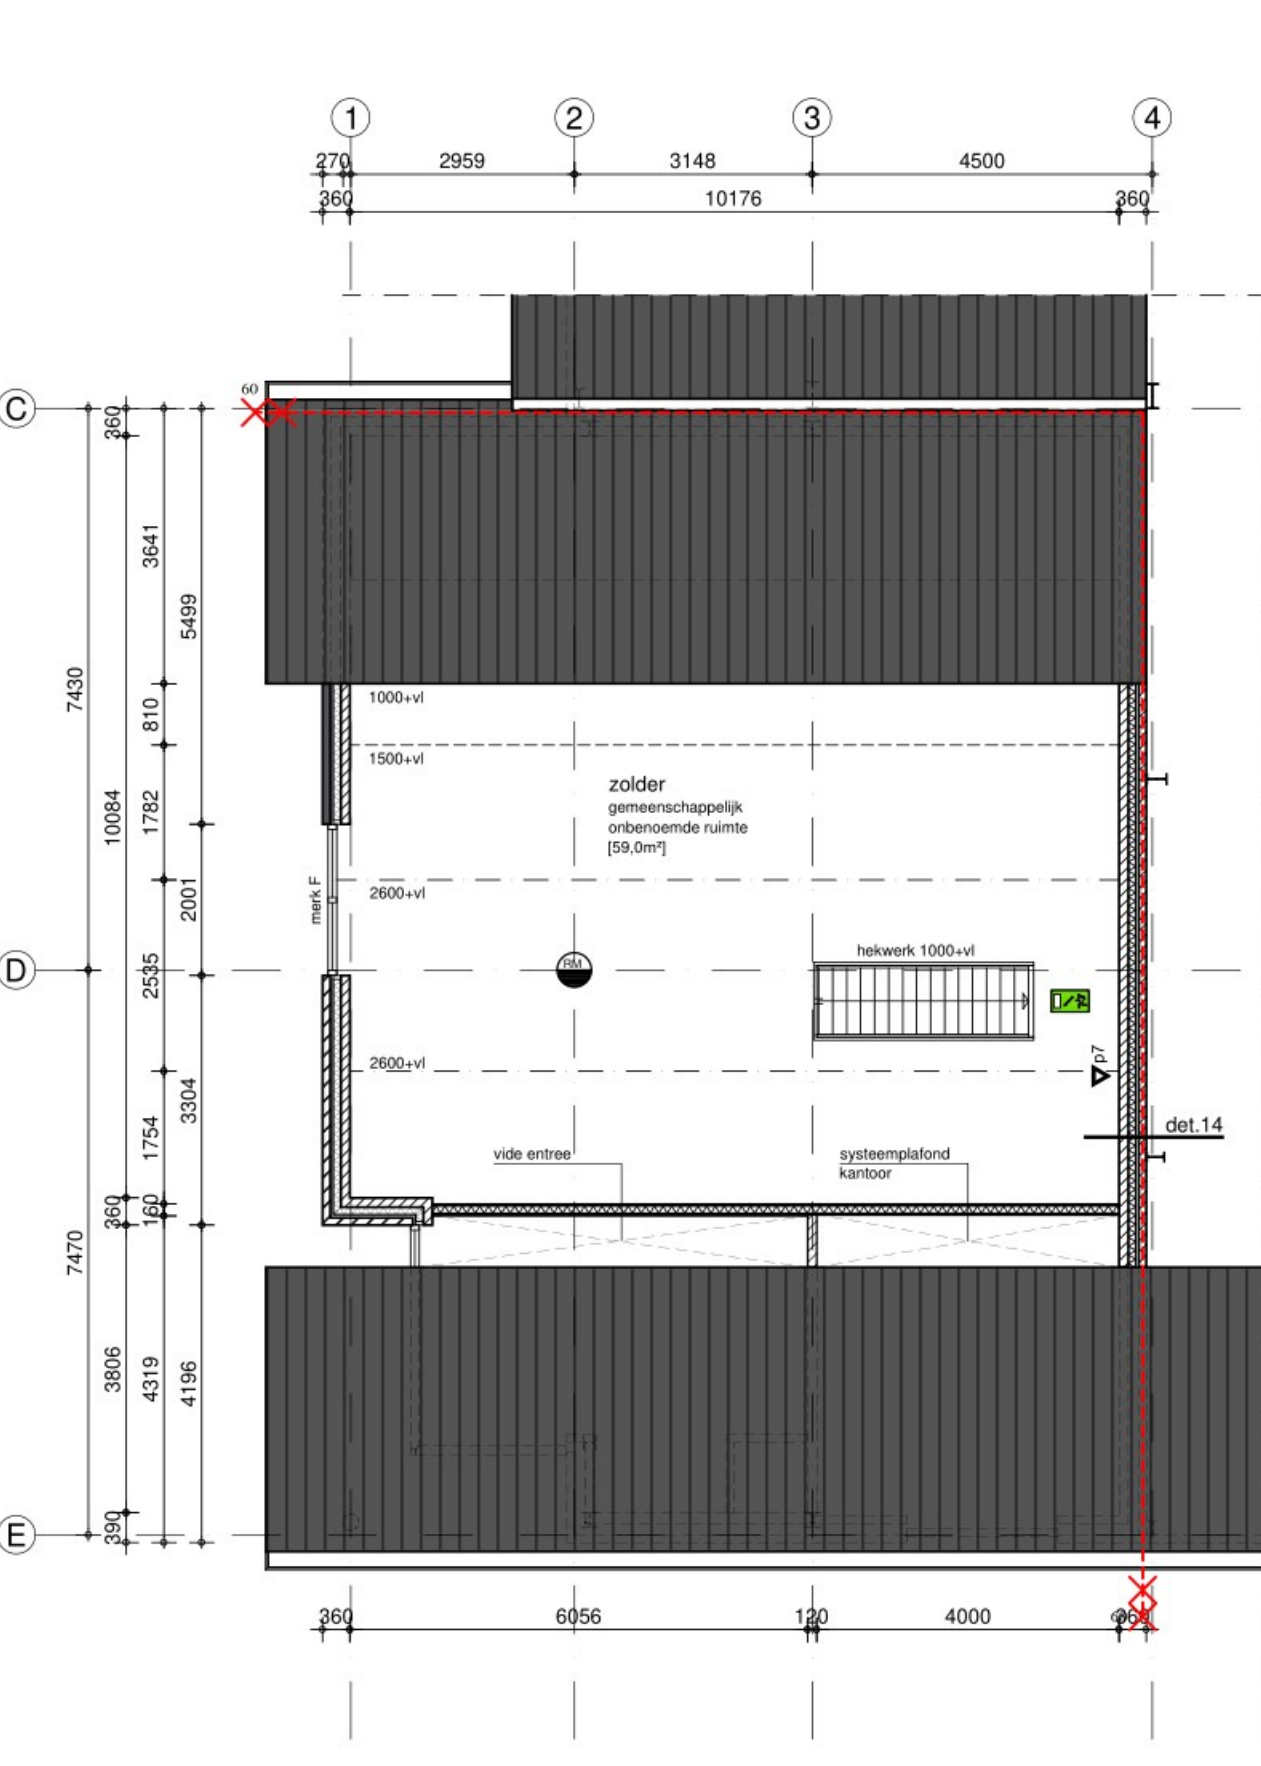 1 2 3 4
270 2959 3148 4500
360 10176 360
60
C
360
3641
5499
7430
810
1000+vl
1500+vl
10084
1782
zolder
gemeenschappelijk
onbenoemde ruimte
[59,0m²]
merk F
2001
2600+vl
hekwerk 1000+vl
D
2535
RM
p7
2600+vl
3304
1754
det.14
vide entree
systeemplafond
kantoor
360
160
7470
3806
4319
4196
390
E
360 6056 120 4000 360